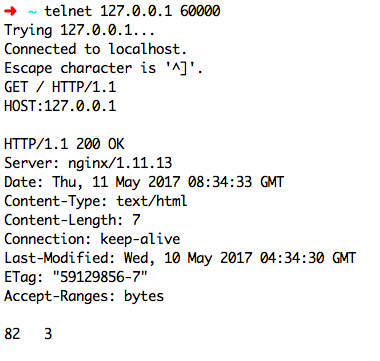 ➜ ~ telnet 127.0.0.1 60000
Trying 127.0.0.1...
Connected to localhost.
Escape character is '^]'.
GET / HTTP/1.1
HOST:127.0.0.1

HTTP/1.1 200 OK
Server: nginx/1.11.13
Date: Thu, 11 May 2017 08:34:33 GMT
Content-Type: text/html
Content-Length: 7
Connection: keep-alive
Last-Modified: Wed, 10 May 2017 04:34:30 GMT
ETag: "59129856-7"
Accept-Ranges: bytes

82   3